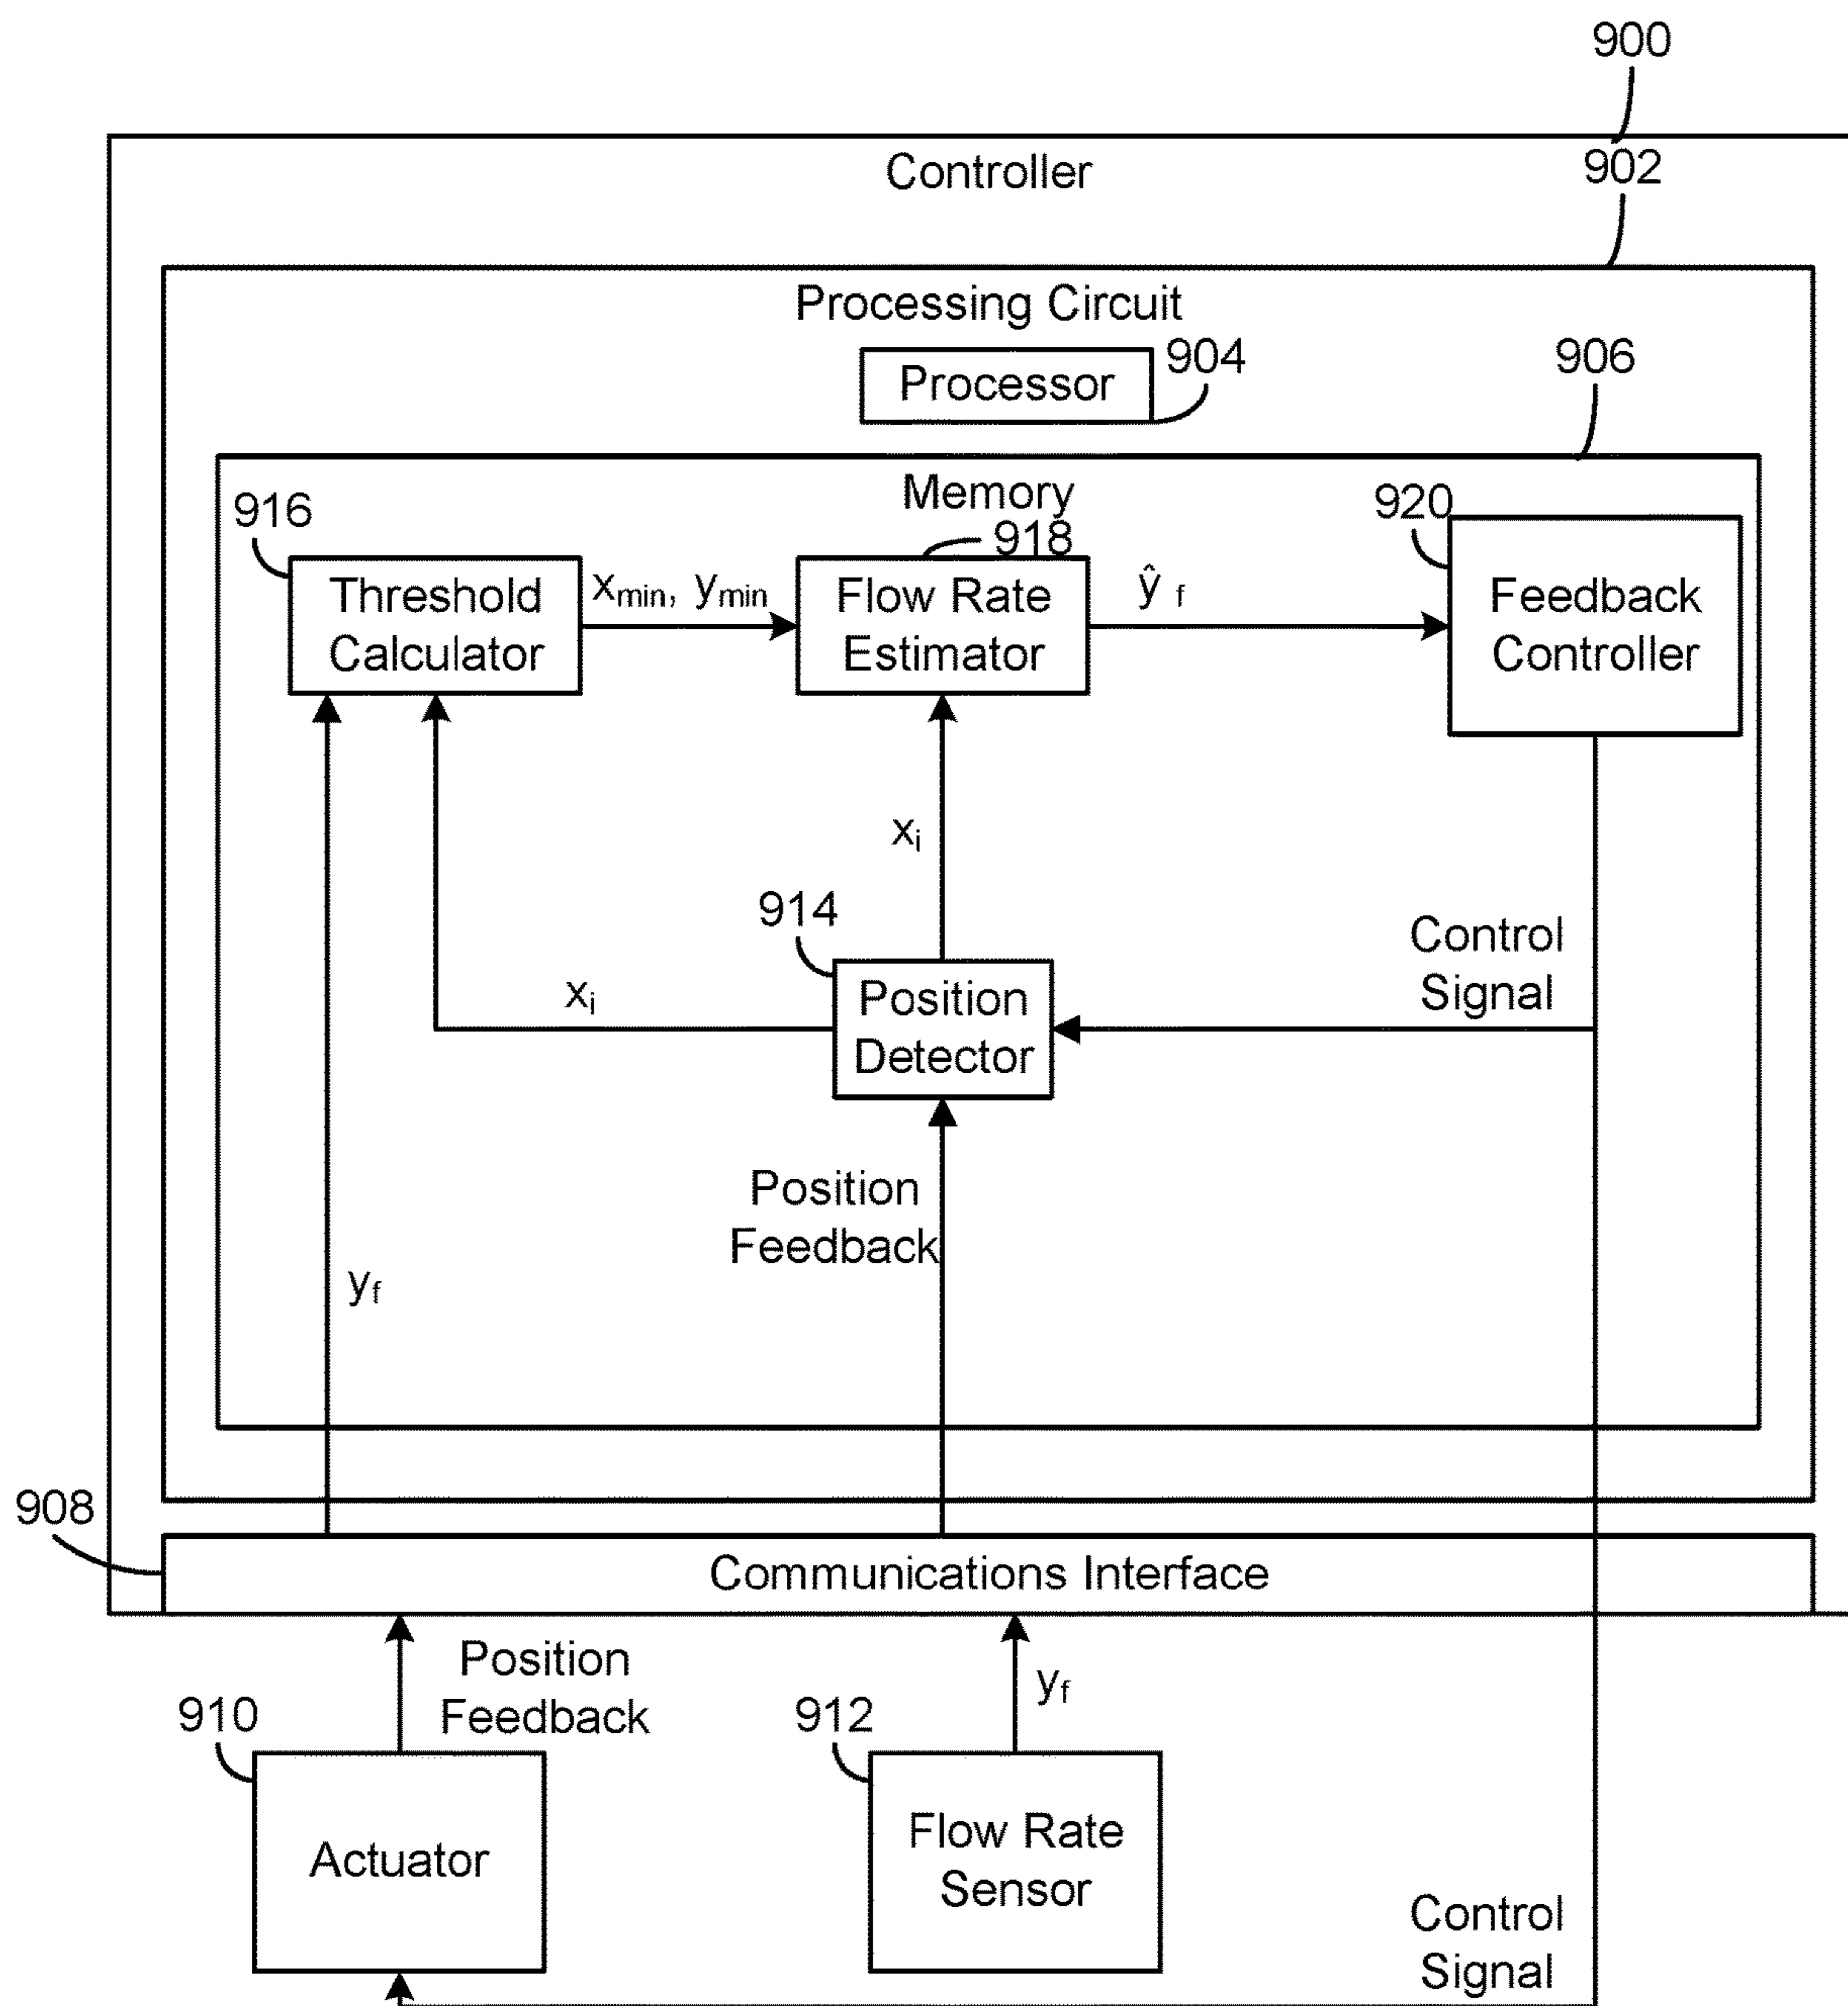 900
Controller
902
Processing Circuit
Processor
904
906
Memory
916
918
920
Threshold
Calculator
xmin, ymin
Flow Rate
Estimator
ŷ f
Feedback
Controller
xi
914
Position
Detector
xi
Control
Signal
Position
Feedback
yf
908
Communications Interface
Position
Feedback
yf
910
912
Actuator
Flow Rate
Sensor
Control
Signal